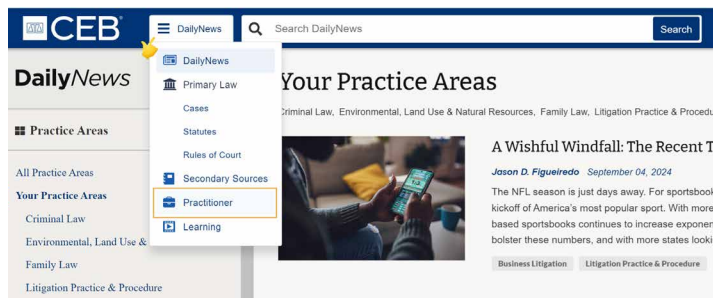 CEB
DailyNews
Search DailyNews
Search
DailyNews
Practice Areas
All Practice Areas
Your Practice Areas
Criminal Law
Environmental, Land Use &
Family Law
Litigation Practice & Procedure
DailyNews
Primary Law
Cases
Statutes
Rules of Court
Secondary Sources
Practitioner
Learning
Your Practice Areas
Criminal Law, Environmental, Land Use & Natural Resources, Family Law, Litigation Practice & Procedu
A Wishful Windfall: The Recent T
Jason D. Figueiredo September 04, 2024
The NFL season is just days away. For sportsbook
kickoff of America's most popular sport. With more
based sportsbooks continues to increase exponen
bolster these numbers, and with more states looki
Business Litigation Litigation Practice & Procedure